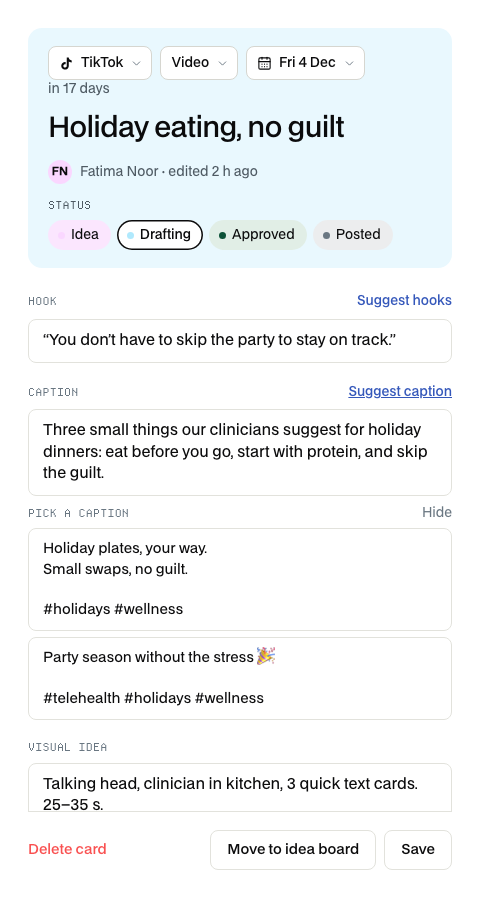 TikTok Video Fri 4 Dec
in 17 days
Holiday eating, no guilt
FN Fatima Noor · edited 2 h ago
STATUS
Idea Drafting Approved Posted
HOOK Suggest hooks
“You don’t have to skip the party to stay on track.”
CAPTION Suggest caption
Three small things our clinicians suggest for holiday
dinners: eat before you go, start with protein, and skip
the guilt.
PICK A CAPTION Hide
Holiday plates, your way.
Small swaps, no guilt.
#holidays #wellness
Party season without the stress🎉
#telehealth #holidays #wellness
VISUAL IDEA
Talking head, clinician in kitchen, 3 quick text cards.
25–35 s.
Delete card Move to idea board Save